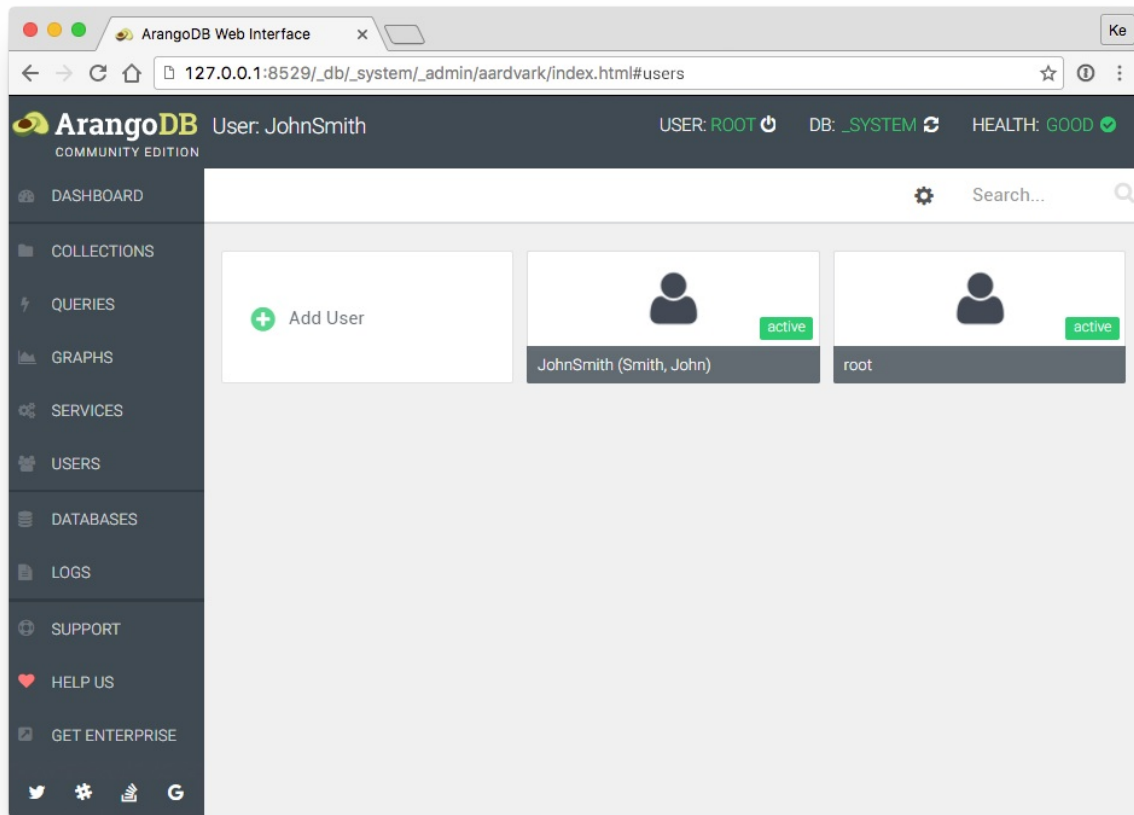 ArangoDB Web Interface
Ke
127.0.0.1:8529/_db/_system/_admin/aardvark/index.html#users
ArangoDB User: JohnSmith USER: ROOT DB: _SYSTEM HEALTH: GOOD
COMMUNITY EDITION
DASHBOARD
Search...
COLLECTIONS
QUERIES
GRAPHS
SERVICES
USERS
DATABASES
LOGS
SUPPORT
HELP US
GET ENTERPRISE
Add User
active
JohnSmith (Smith, John)
active
root